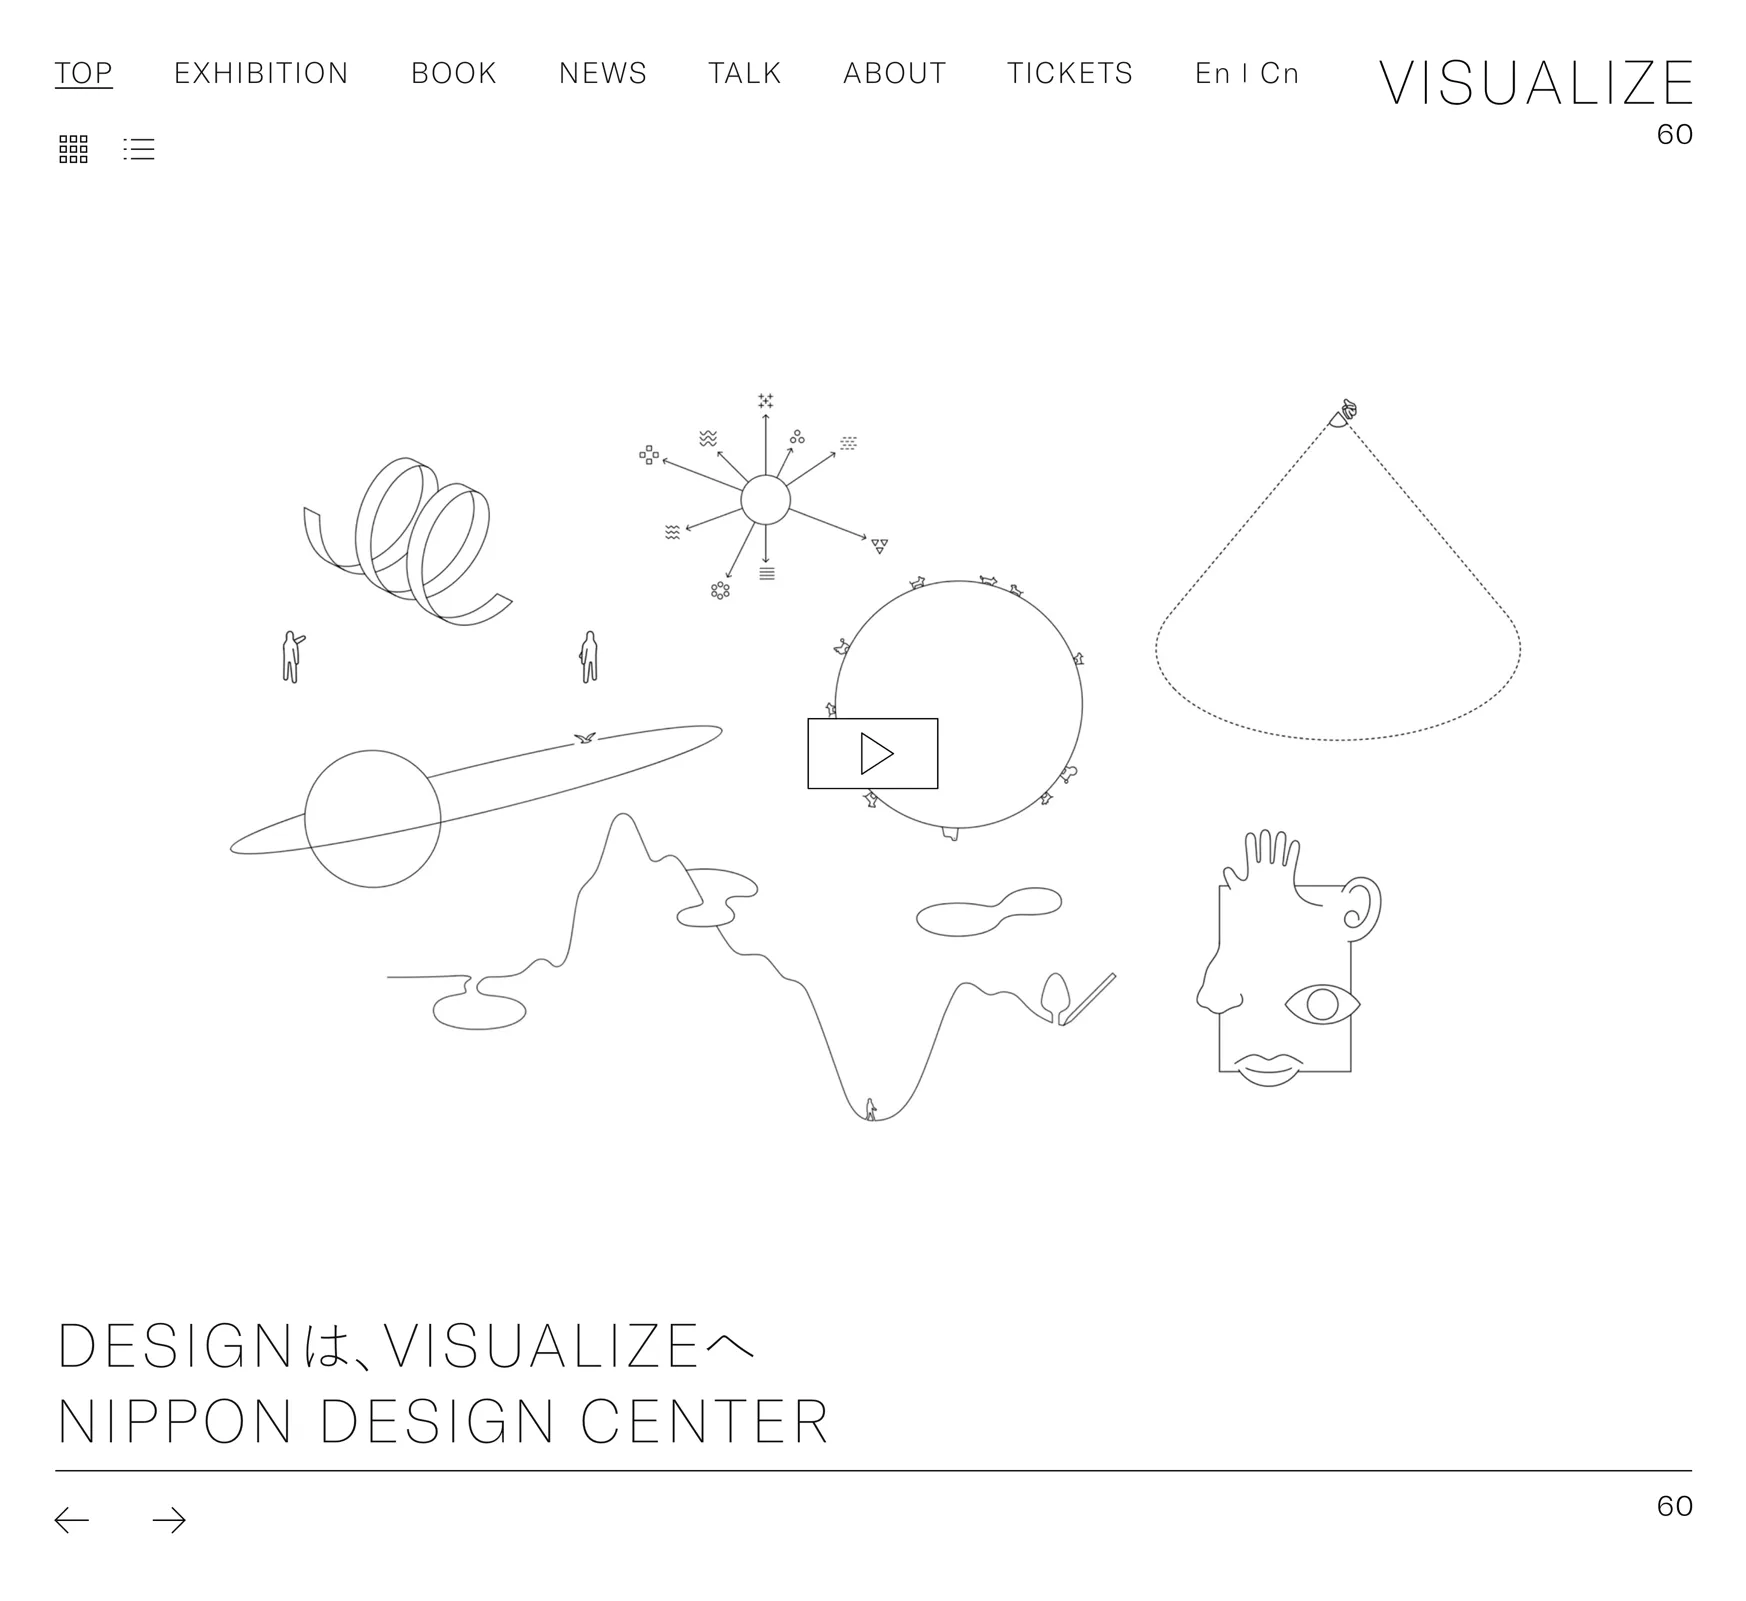 TOP EXHIBITION BOOK NEWS TALK ABOUT TICKETS En | Cn VISUALIZE
60
DESIGNは、VISUALIZEへ
NIPPON DESIGN CENTER
60